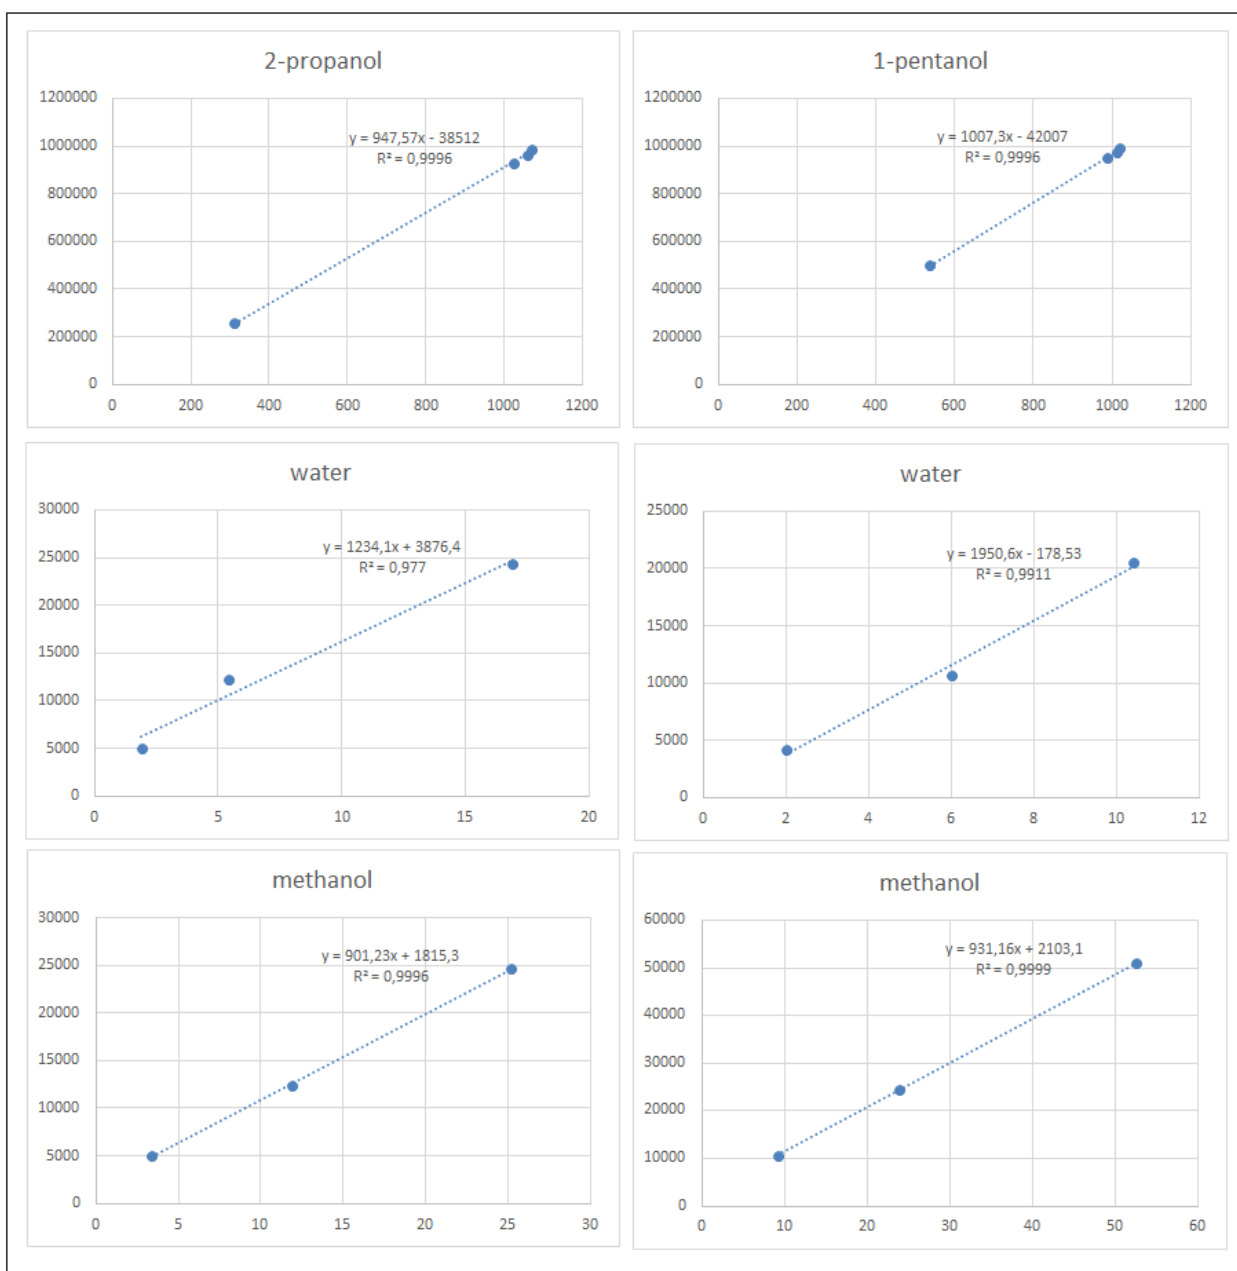 2-propanol
1200000
1000000
800000
600000
400000
200000
0
y = 947,57x - 38512
R² = 0,9996
0 200 400 600 800 1000 1200
1-pentanol
1200000
1000000
800000
600000
400000
200000
0
y = 1007,3x - 42007
R² = 0,9996
0 200 400 600 800 1000 1200
water
30000
25000
20000
15000
10000
5000
0
y = 1234,1x + 3876,4
R² = 0,977
0 5 10 15 20
water
25000
20000
15000
10000
5000
0
y = 1950,6x - 178,53
R² = 0,9911
0 2 4 6 8 10 12
methanol
30000
25000
20000
15000
10000
5000
0
y = 901,23x + 1815,3
R² = 0,9996
0 5 10 15 20 25 30
methanol
60000
50000
40000
30000
20000
10000
0
y = 931,16x + 2103,1
R² = 0,9999
0 10 20 30 40 50 60